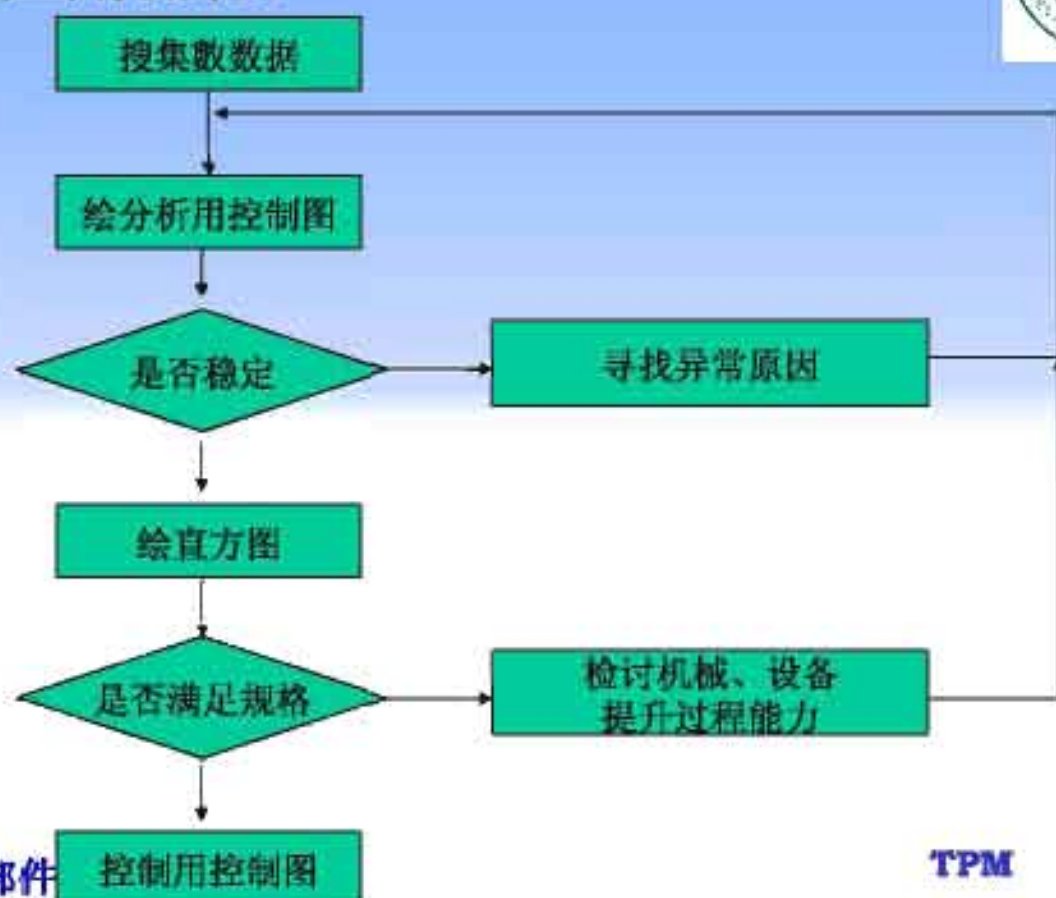 搜集數数据
绘分析用控制图
是否稳定
寻找异常原因
绘直方图
是否满足规格
检讨机械、设备
提升过程能力
控制用控制图
部件
TPM